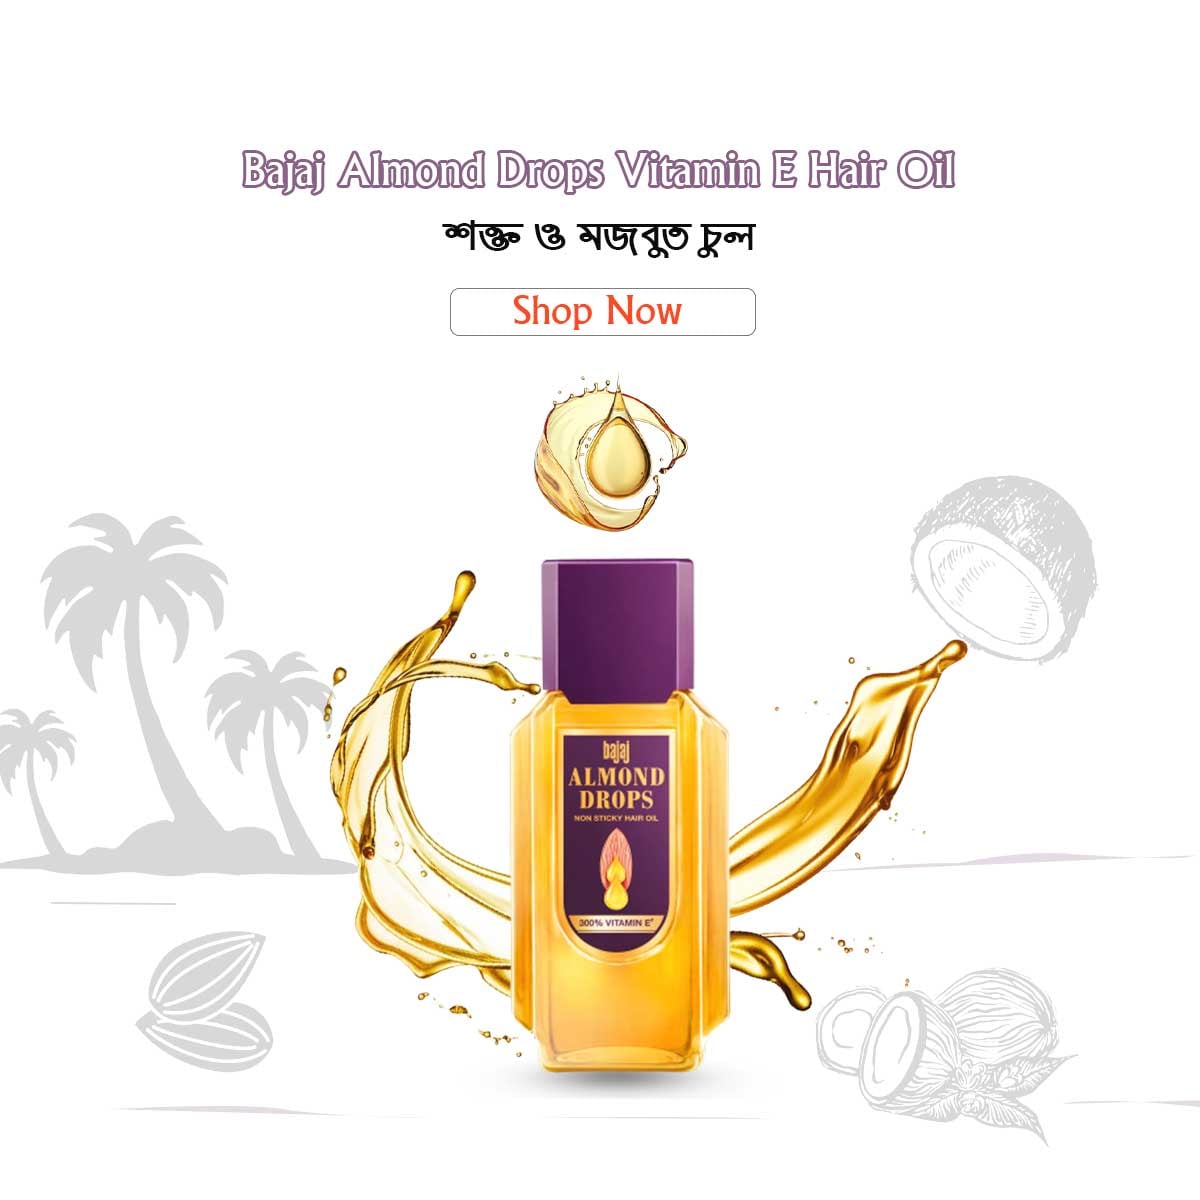 Bajaj Almond Drops Vitamin E Hair Oil
শক্ত ও মজবুত চুল
Shop Now
bajaj
ALMOND
DROPS
NON STICKY HAIR OIL
300% VITAMIN E*